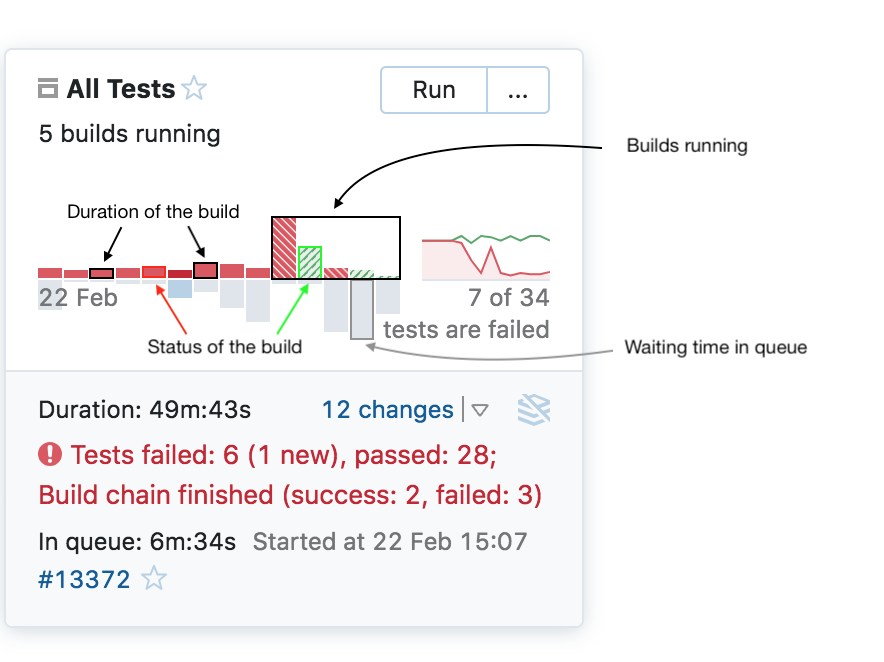 All Tests
Run
...
5 builds running
Builds running
Duration of the build
22 Feb
7 of 34
tests are failed
Status of the build
Waiting time in queue
Duration: 49m:43s
12 changes
Tests failed: 6 (1 new), passed: 28;
Build chain finished (success: 2, failed: 3)
In queue: 6m:34s Started at 22 Feb 15:07
#13372